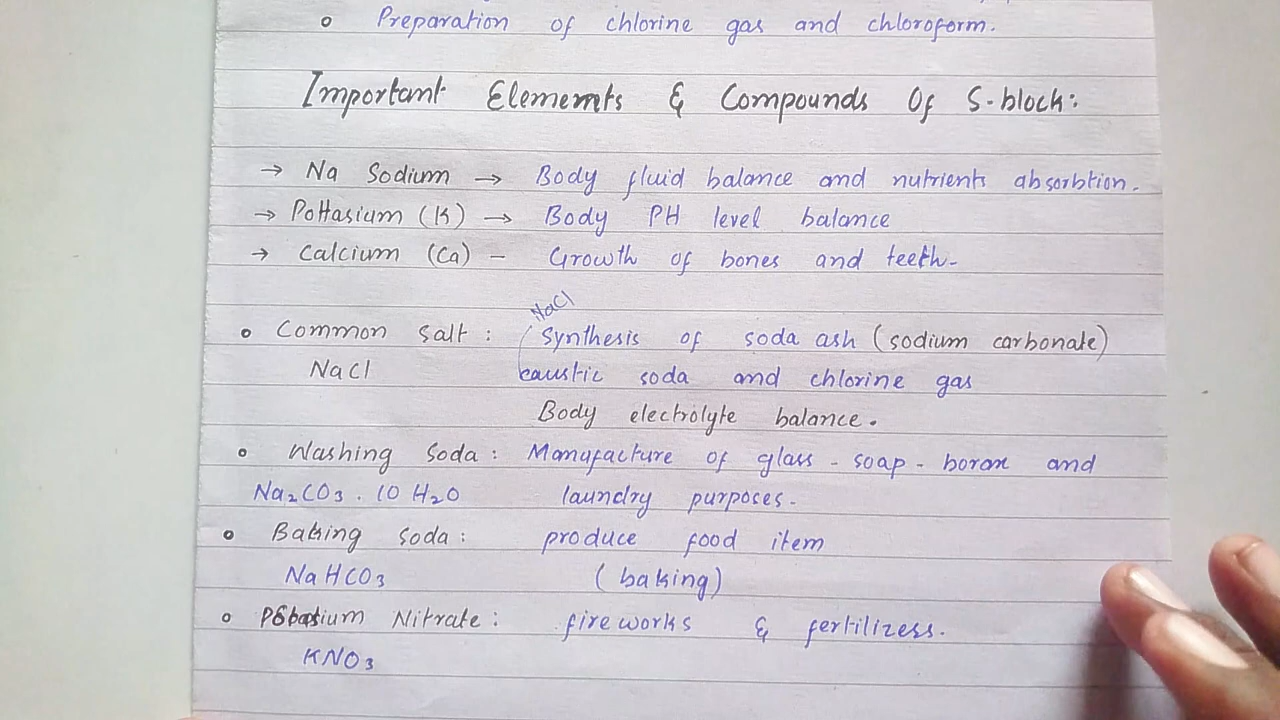 o Preparation of chlorine gas and chloroform.
Important Elements & Compounds Of S-block:
→ Na Sodium → Body fluid balance and nutrients absorbtion.
→ Pottasium (K) → Body PH level balance
→ Calcium (Ca) - Growth of bones and teeth-
NaCl
o Common salt: Synthesis of soda ash (sodium carbonate)
NaCl caustic soda and chlorine gas
Body electrolyte balance.
o Washing Soda: Manufacture of glass - soap - borax and
Na2CO3 . 10 H2O laundry purposes.
o Baking soda: produce food item
NaHCO3 (baking)
o Nitrate: fireworks & fertilizess.
KNO3